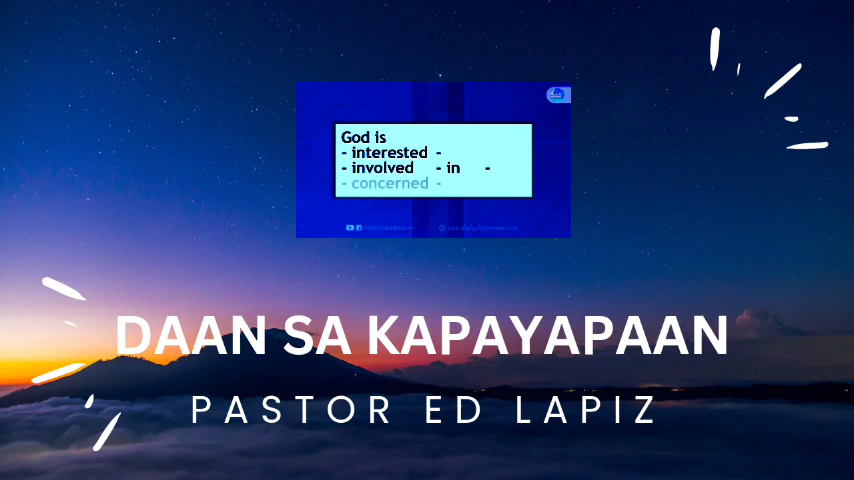 God is
- interested -
- involved - in -
- concerned -
DAAN SA KAPAYAPAAN
PASTOR ED LAPIZ